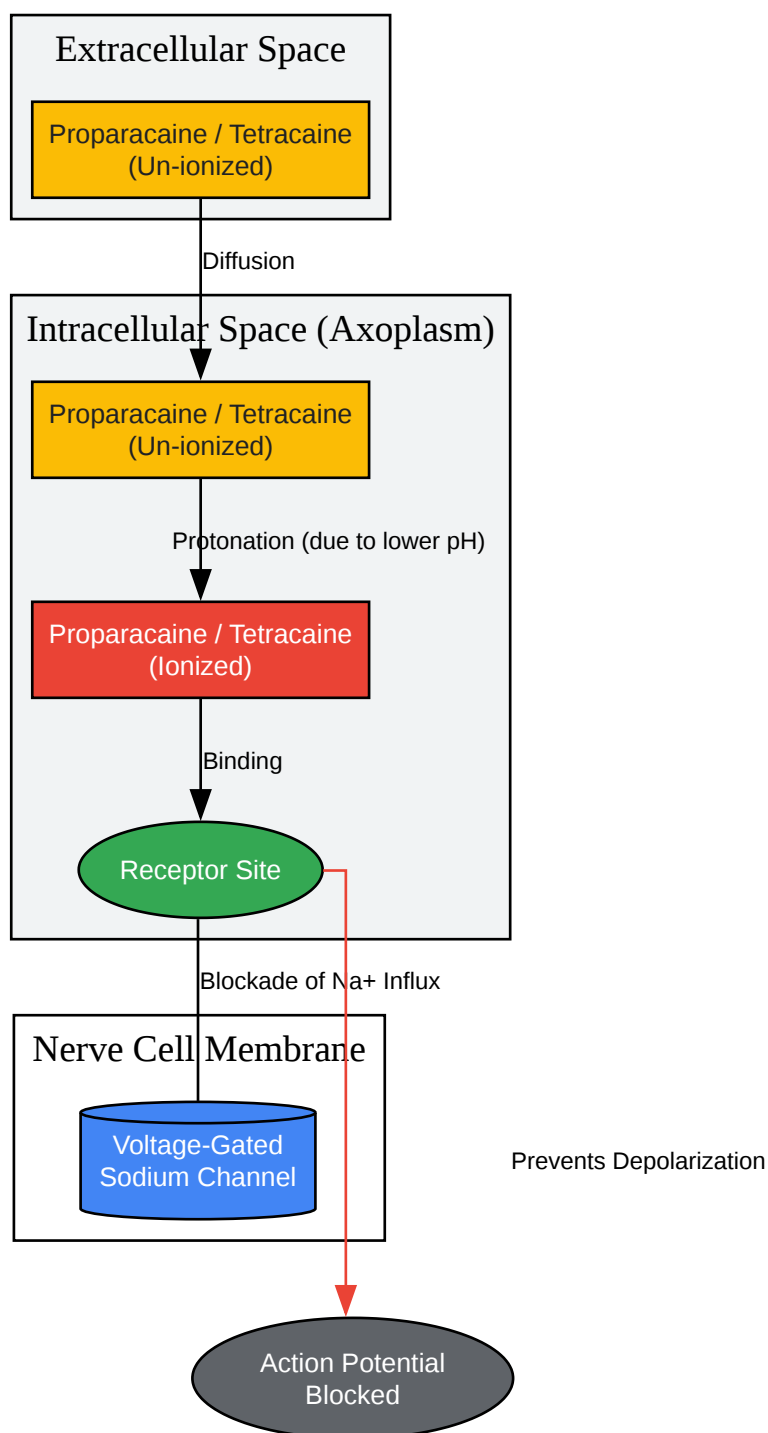 Extracellular Space
Proparacaine / Tetracaine
(Un-ionized)
Diffusion
Intracellular Space (Axoplasm)
Proparacaine / Tetracaine
(Un-ionized)
Protonation (due to lower pH)
Proparacaine / Tetracaine
(Ionized)
Binding
Receptor Site
Blockade of Na+ Influx
Nerve Cell Membrane
Voltage-Gated
Sodium Channel
Prevents Depolarization
Action Potential
Blocked